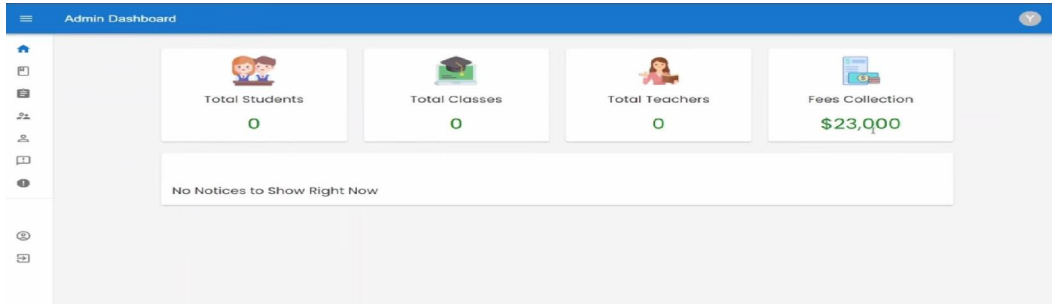 Admin Dashboard
Y
Total Students
0
Total Classes
0
Total Teachers
0
Fees Collection
$23,000
No Notices to Show Right Now